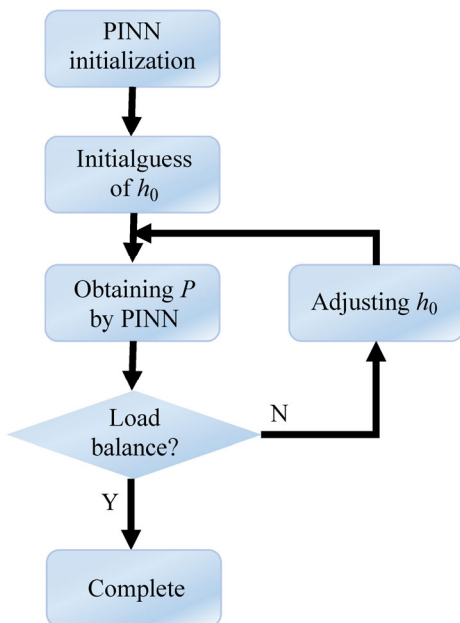 PINN
initialization
Initialguess
of h₀
Obtaining P
by PINN
Adjusting h₀
Load
balance?
N
Y
Complete